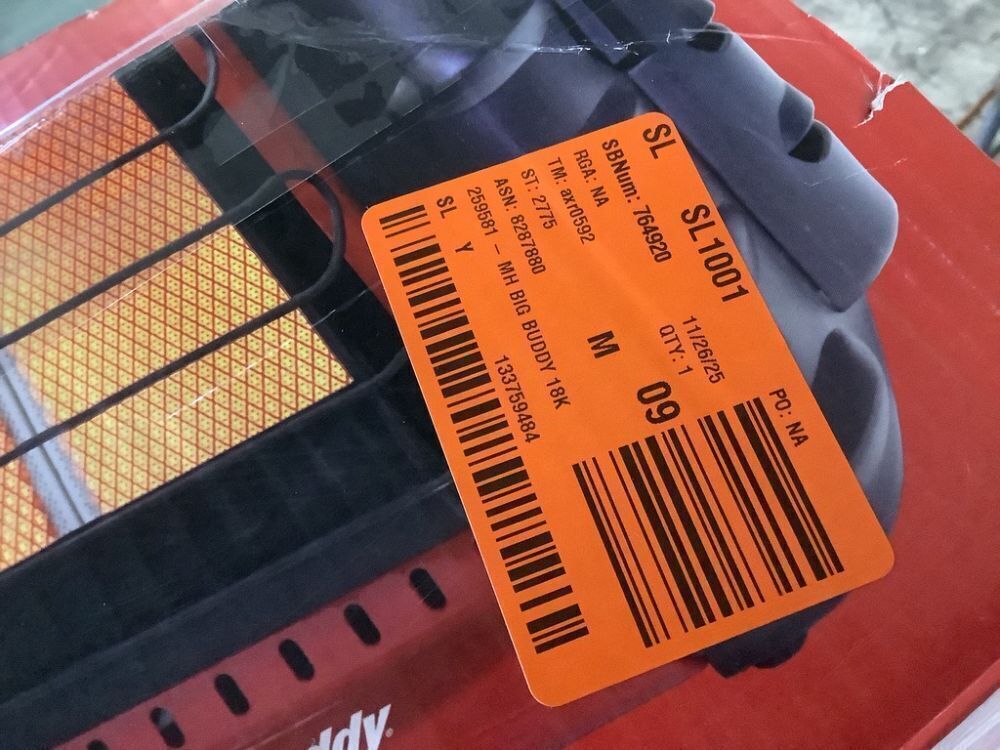 SL SL1001
SBNum: 764920 11/26/25 PO: NA
RGA: NA QTY: 1
TM: axr0592
ST: 2775 M 09
ASN: 8287880
259581 - MH BIG BUDDY 18K
SL Y 133759484
ddy®